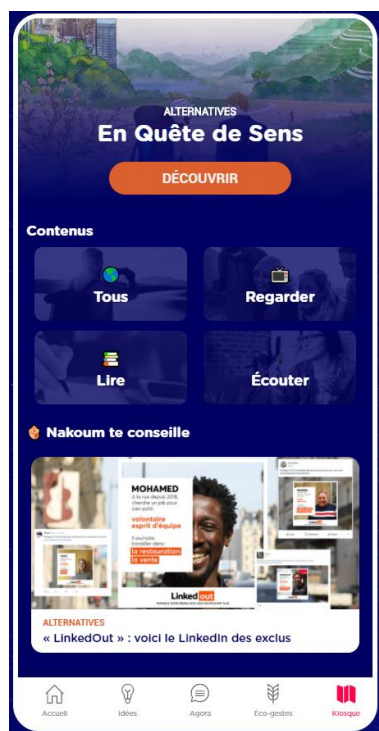 ALTERNATIVES
En Quête de Sens
DÉCOUVRIR
Contenus
Tous
Regarder
Lire
Écouter
Nakoum te conseille
MOHAMED
à la rue depuis 2018,
cherche un job pour
s'en sortir
volontaire
esprit d'équipe
Il souhaite
travailler dans :
la restauration
la vente
Linked out
ALTERNATIVES
« LinkedOut » : voici le LinkedIn des exclus
Accueil
Idées
Agora
Éco-gestes
Kiosque